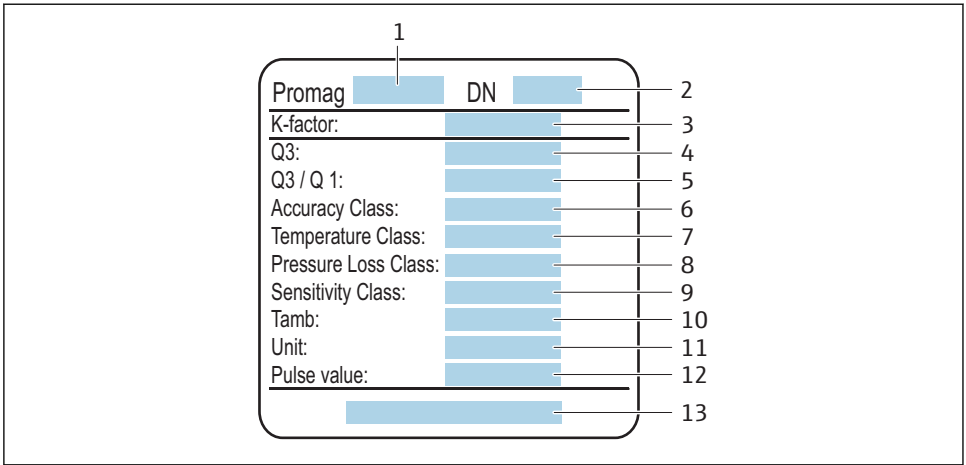 1
Promag DN 2
K-factor: 3
Q3: 4
Q3 / Q 1: 5
Accuracy Class: 6
Temperature Class: 7
Pressure Loss Class: 8
Sensitivity Class: 9
Tamb: 10
Unit: 11
Pulse value: 12
13